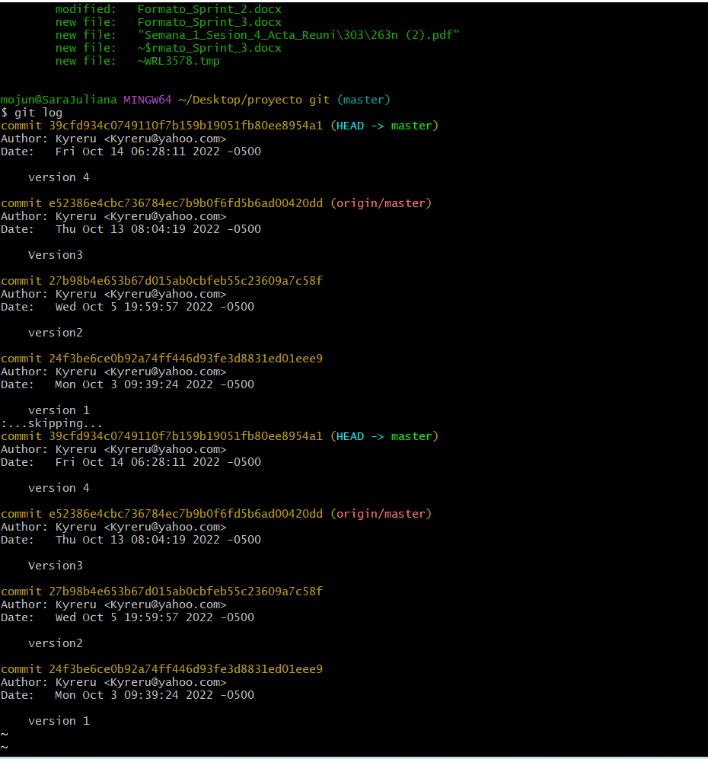 modified:   Formato_Sprint_2.docx
new file:   Formato_Sprint_3.docx
new file:   "Semana_1_Sesion_4_Acta_Reuni\303\263n (2).pdf"
new file:   ~$rmato_Sprint_3.docx
new file:   ~WRL3578.tmp
mojun@SaraJuliana MINGW64 ~/Desktop/proyecto git (master)
$ git log
commit 39cfd934c0749110f7b159b19051fb80ee8954a1 (HEAD -> master)
Author: Kyreru <Kyreru@yahoo.com>
Date:   Fri Oct 14 06:28:11 2022 -0500
version 4
commit e52386e4cbc736784ec7b9b0f6fd5b6ad00420dd (origin/master)
Author: Kyreru <Kyreru@yahoo.com>
Date:   Thu Oct 13 08:04:19 2022 -0500
Version3
commit 27b98b4e653b67d015ab0cbfeb55c23609a7c58f
Author: Kyreru <Kyreru@yahoo.com>
Date:   Wed Oct 5 19:59:57 2022 -0500
version2
commit 24f3be6ce0b92a74ff446d93fe3d8831ed01eee9
Author: Kyreru <Kyreru@yahoo.com>
Date:   Mon Oct 3 09:39:24 2022 -0500
version 1
:...skipping...
commit 39cfd934c0749110f7b159b19051fb80ee8954a1 (HEAD -> master)
Author: Kyreru <Kyreru@yahoo.com>
Date:   Fri Oct 14 06:28:11 2022 -0500
version 4
commit e52386e4cbc736784ec7b9b0f6fd5b6ad00420dd (origin/master)
Author: Kyreru <Kyreru@yahoo.com>
Date:   Thu Oct 13 08:04:19 2022 -0500
Version3
commit 27b98b4e653b67d015ab0cbfeb55c23609a7c58f
Author: Kyreru <Kyreru@yahoo.com>
Date:   Wed Oct 5 19:59:57 2022 -0500
version2
commit 24f3be6ce0b92a74ff446d93fe3d8831ed01eee9
Author: Kyreru <Kyreru@yahoo.com>
Date:   Mon Oct 3 09:39:24 2022 -0500
version 1
~
~